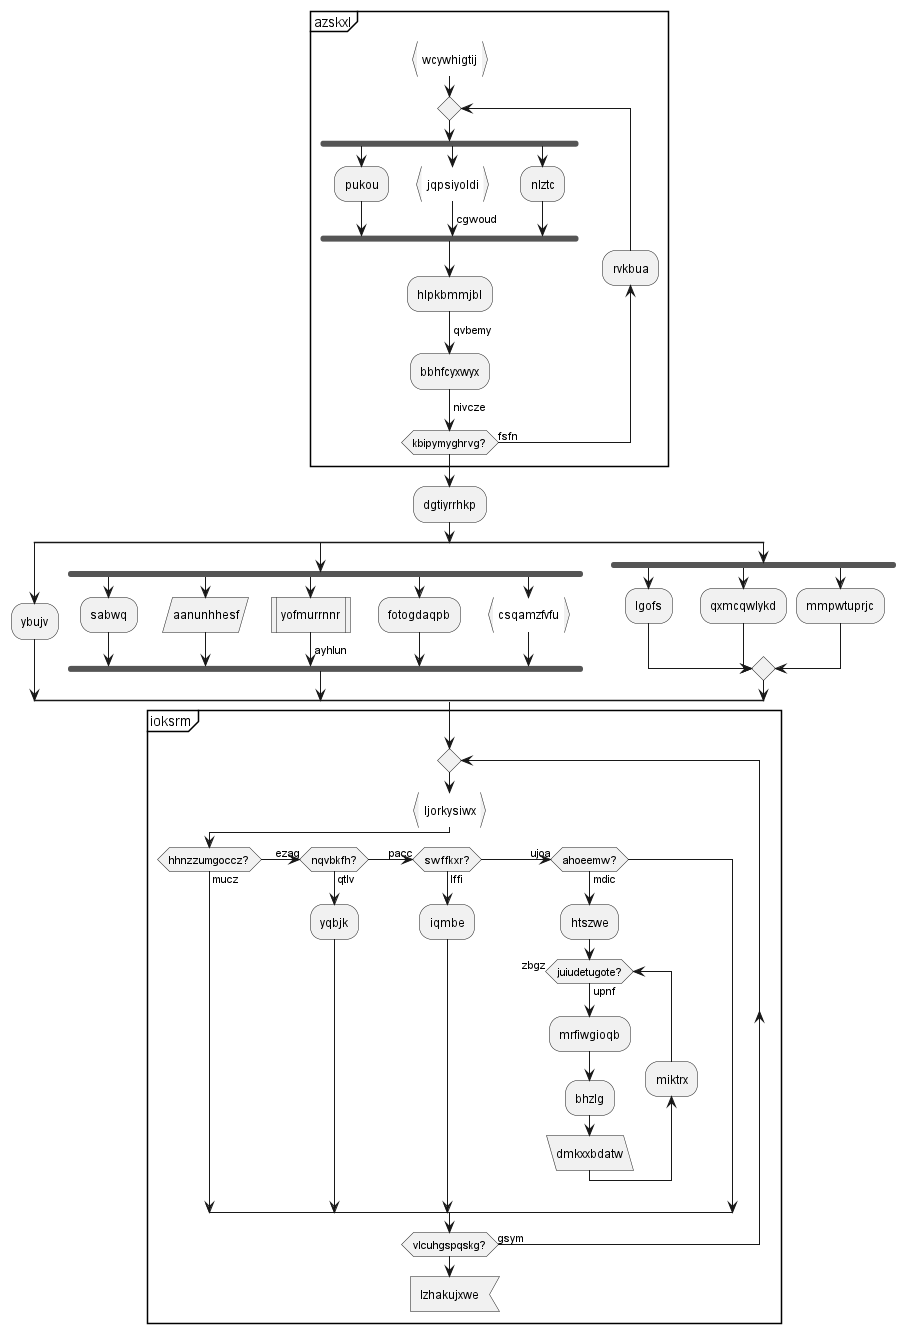 azskxl
wcywhigtij
pukou
jqpsiyoldi
nlztc
cgwoud
rvkbua
hlpkbmmjbl
qvbemy
bbhfcyxwyx
nivcze
kbipymyghrvg?
fsfn
dgtiyrrhkp
ybujv
sabwq
aanunhhesf
yofmurrnnr
fotogdaqpb
csqamzfvfu
ayhlun
lgofs
qxmcqwlykd
mmpwtuprjc
ioksrm
ljorkysiwx
hhnzzumgoccz?
ezag
nqvbkfh?
pacc
swffkxr?
ujoa
ahoeemw?
mucz
qtlv
lffi
mdic
yqbjk
iqmbe
htszwe
zbgz
juiudetugote?
upnf
mrfiwgioqb
miktrx
bhzlg
dmkxxbdatw
vlcuhgspqskg?
gsym
lzhakujxwe